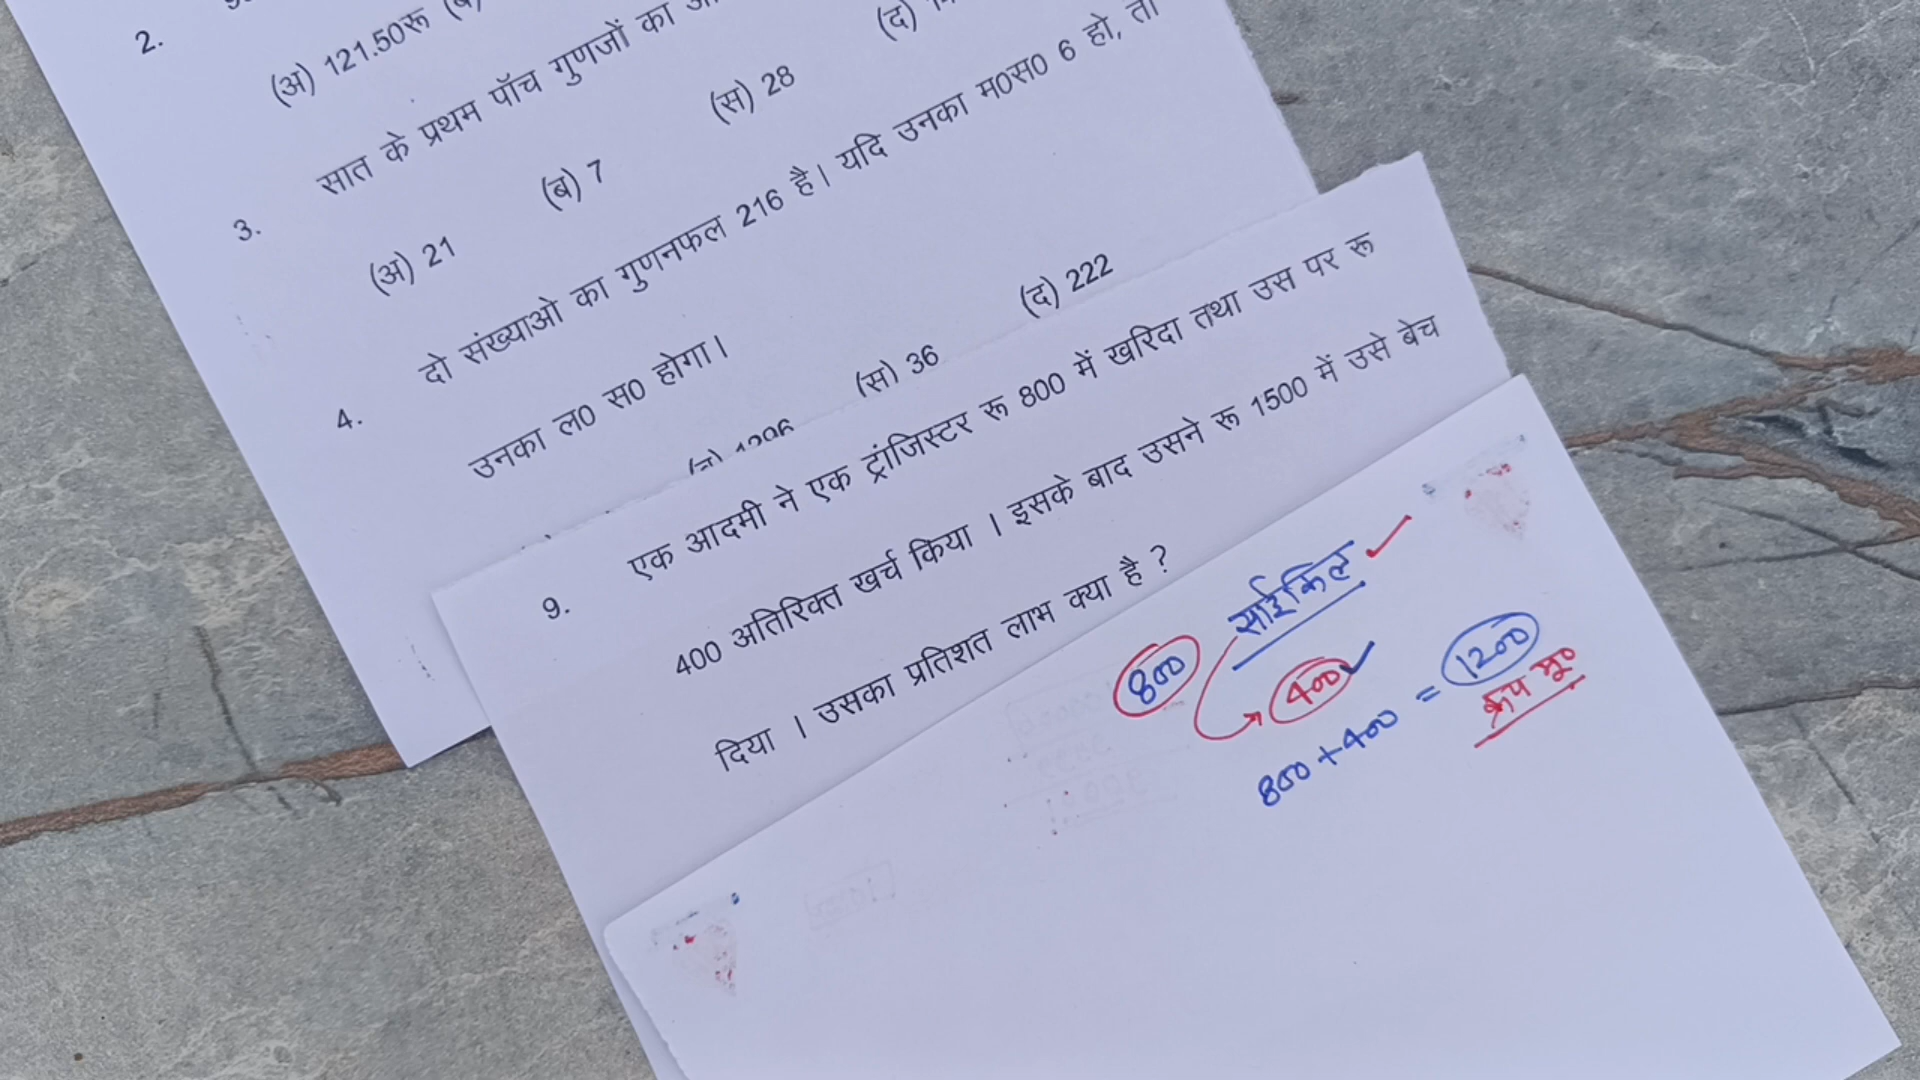 2.
(अ) 121.50रू
3. सात के प्रथम पॉच गुणजों का
(अ) 21 (ब) 7 (स) 28 (द)
4. दो संख्याओ का गुणनफल 216 है। यदि उनका म0स0 6 हो, तो
उनका ल0 स0 होगा।
(स) 36 (द) 222
9. एक आदमी ने एक ट्रांजिस्टर रू 800 में खरिदा तथा उस पर रू
400 अतिरिक्त खर्च किया । इसके बाद उसने रू 1500 में उसे बेच
दिया । उसका प्रतिशत लाभ क्या है ?
साईकिल
800 400
800+400 = 1200
क्रय मू०